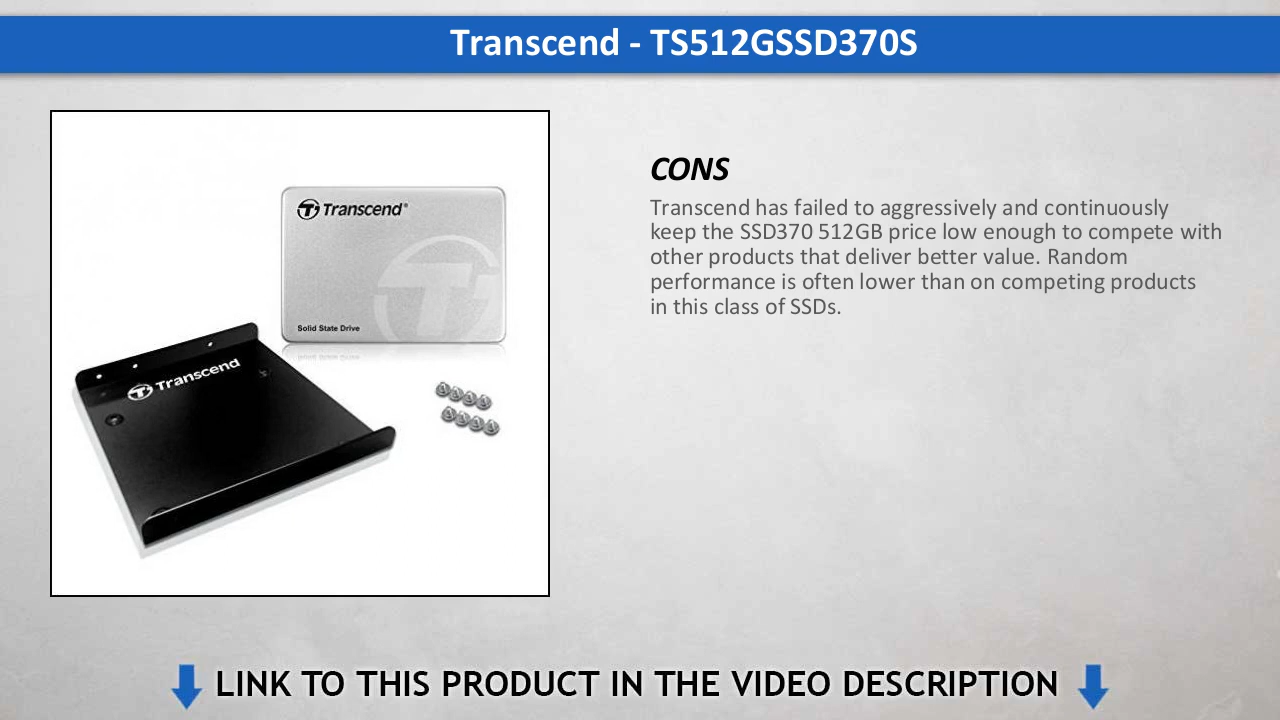 Transcend - TS512GSSD370S
Transcend®
Solid State Drive
Transcend
CONS
Transcend has failed to aggressively and continuously
keep the SSD370 512GB price low enough to compete with
other products that deliver better value. Random
performance is often lower than on competing products
in this class of SSDs.
LINK TO THIS PRODUCT IN THE VIDEO DESCRIPTION